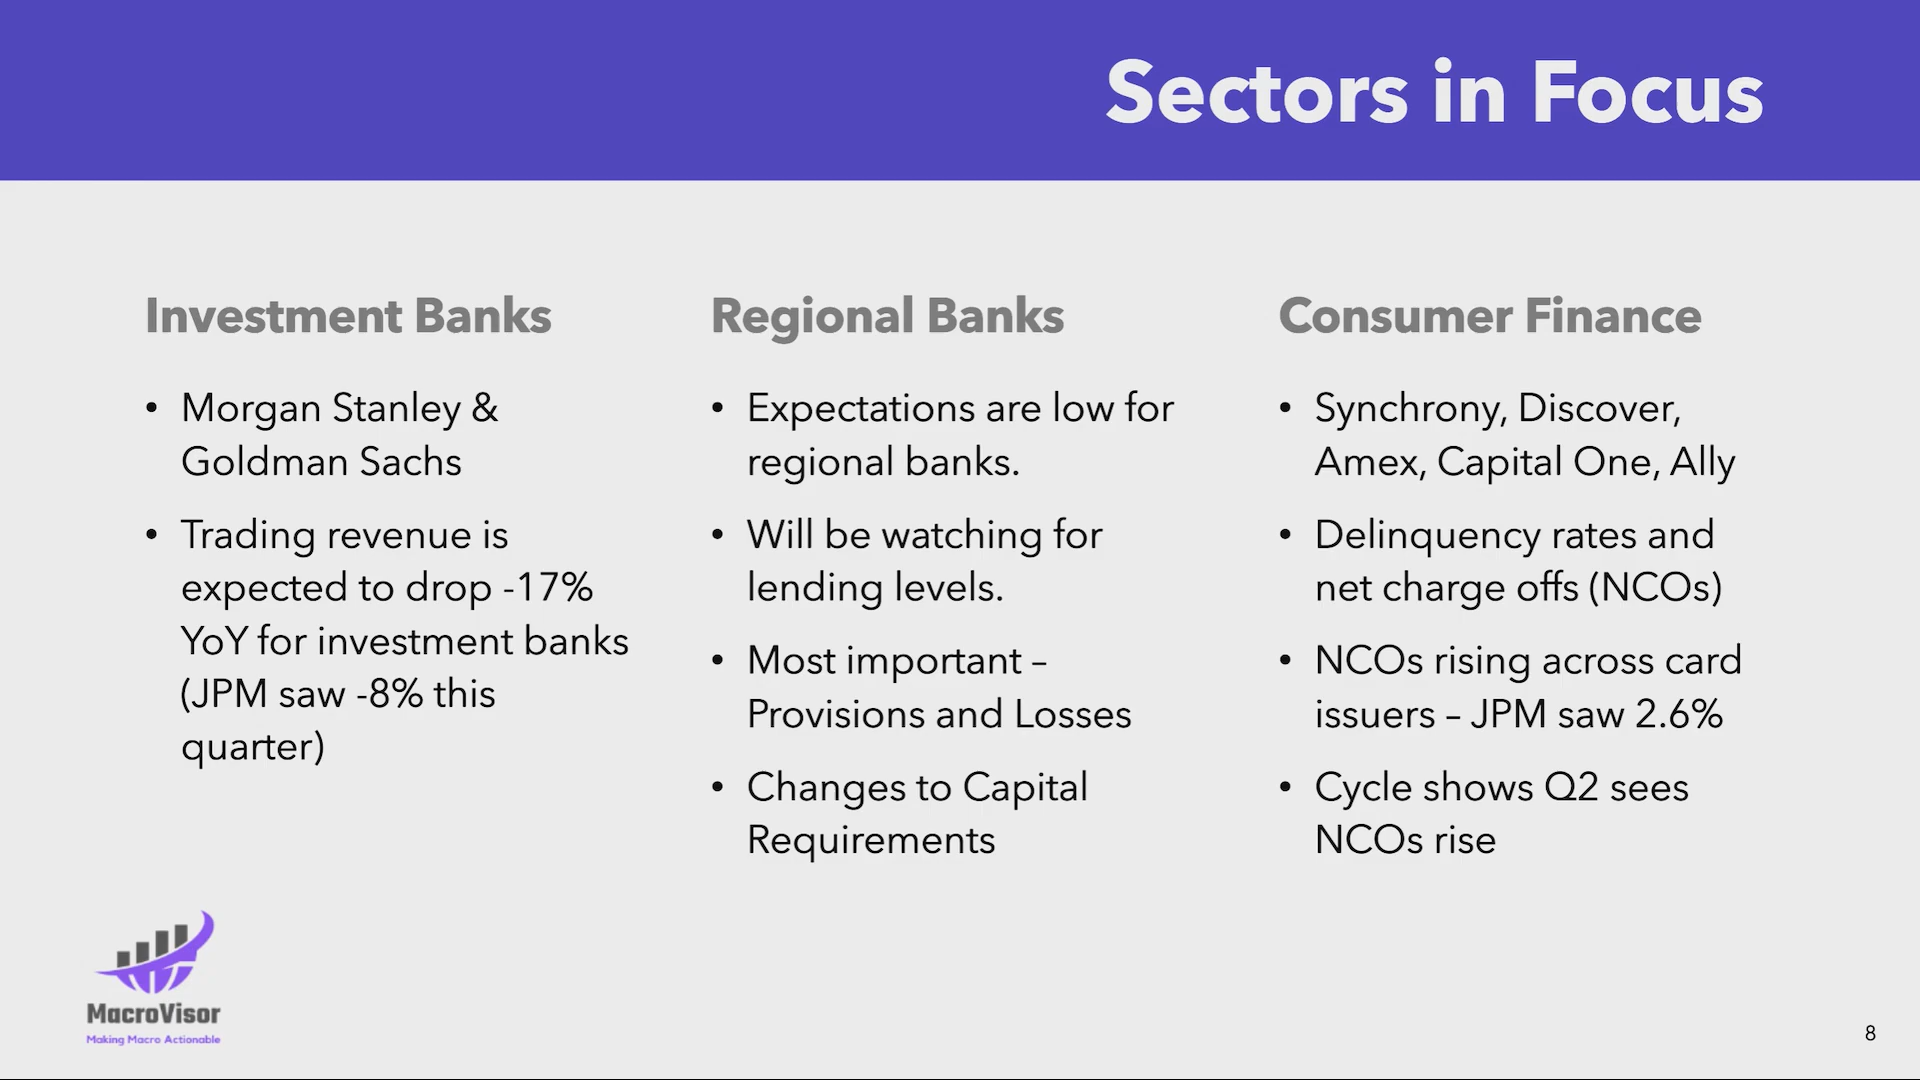 Sectors in Focus
Investment Banks
• Morgan Stanley &
Goldman Sachs
• Trading revenue is
expected to drop -17%
YoY for investment banks
(JPM saw -8% this
quarter)
Regional Banks
• Expectations are low for
regional banks.
• Will be watching for
lending levels.
• Most important –
Provisions and Losses
• Changes to Capital
Requirements
Consumer Finance
• Synchrony, Discover,
Amex, Capital One, Ally
• Delinquency rates and
net charge offs (NCOs)
• NCOs rising across card
issuers – JPM saw 2.6%
• Cycle shows Q2 sees
NCOs rise
MacroVisor
Making Macro Actionable
8